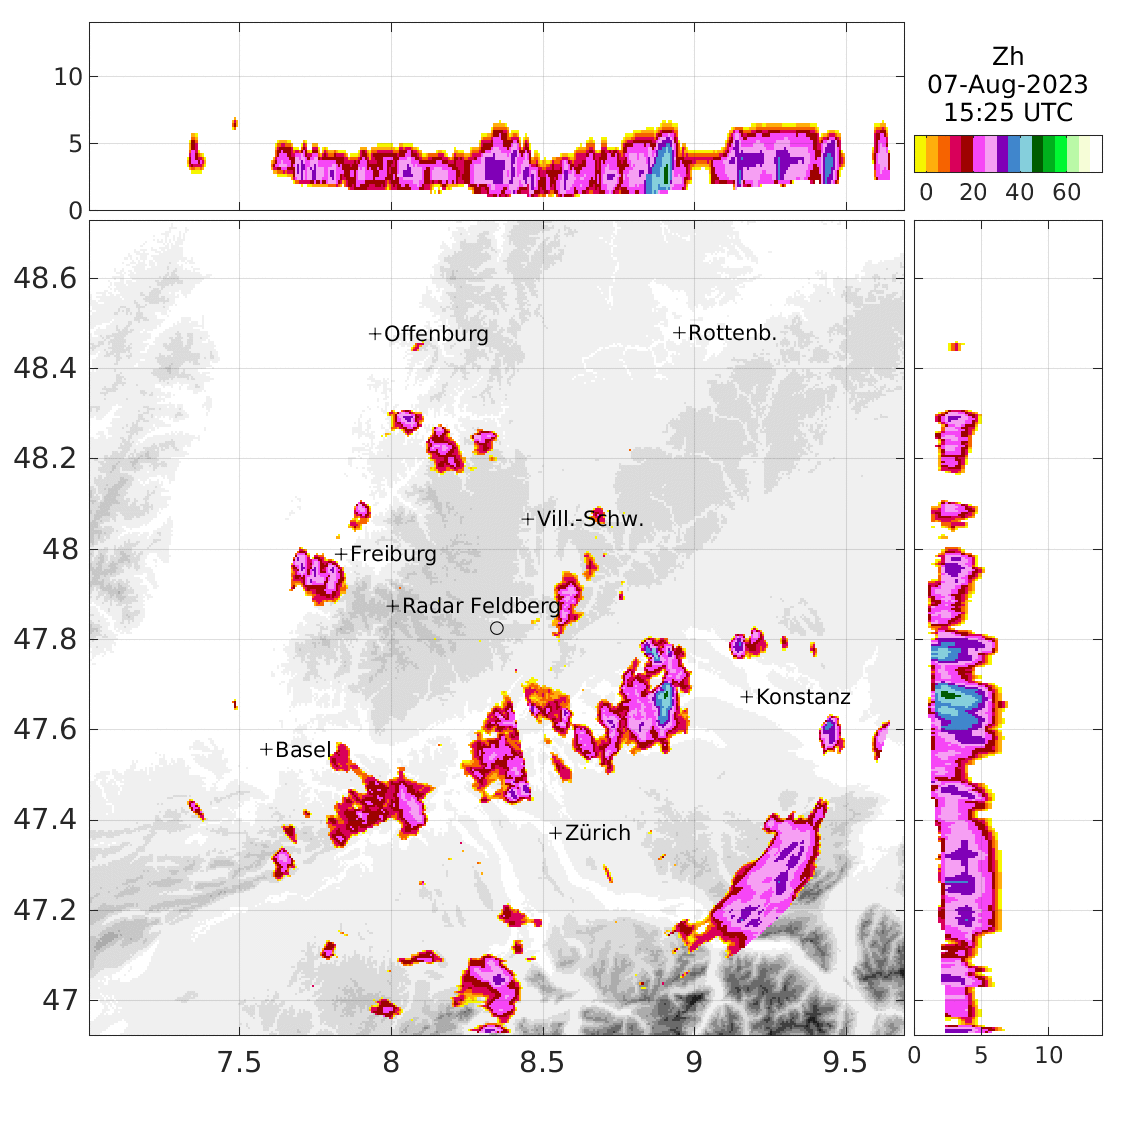 10
5
0
Zh
07-Aug-2023
15:25 UTC
0 20 40 60
48.6
48.4
48.2
48
47.8
47.6
47.4
47.2
47
+Offenburg
+Rottenb.
+Vill.-Schw.
+Freiburg
+Radar Feldberg
+Konstanz
+Basel
+Zürich
7.5 8 8.5 9 9.5
0 5 10